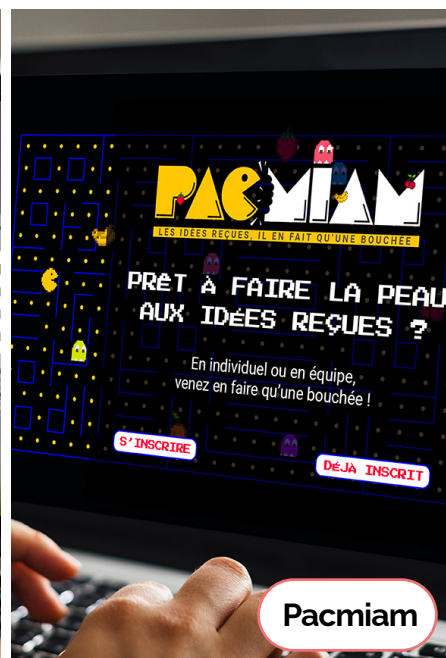 PACMIAM
LES IDÉES REÇUES, IL EN FAIT QU'UNE BOUCHÉE
PRêT à FAIRE LA PEAU
AUX IDéES REÇUES ?
En individuel ou en équipe,
venez en faire qu'une bouchée !
S'INSCRIRE
DéJà INSCRIT
Pacmiam